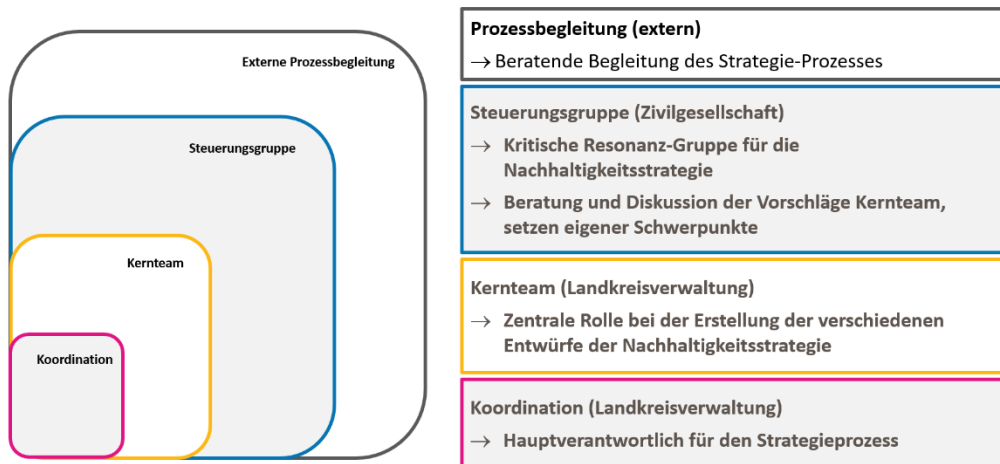 Externe Prozessbegleitung
Steuerungsgruppe
Kernteam
Koordination
Prozessbegleitung (extern)
→ Beratende Begleitung des Strategie-Prozesses
Steuerungsgruppe (Zivilgesellschaft)
→ Kritische Resonanz-Gruppe für die
Nachhaltigkeitsstrategie
→ Beratung und Diskussion der Vorschläge Kernteam,
setzen eigener Schwerpunkte
Kernteam (Landkreisverwaltung)
→ Zentrale Rolle bei der Erstellung der verschiedenen
Entwürfe der Nachhaltigkeitsstrategie
Koordination (Landkreisverwaltung)
→ Hauptverantwortlich für den Strategieprozess